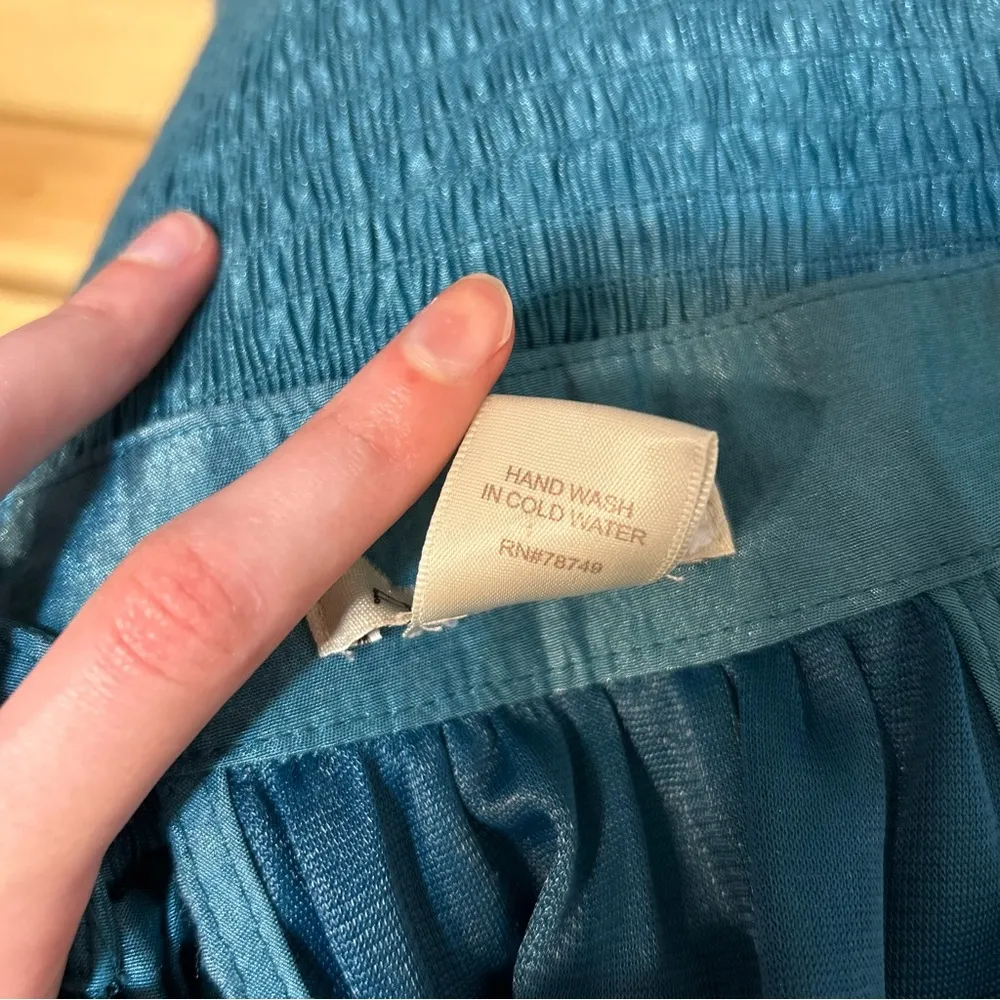 HAND WASH
IN COLD WATER
RN#78749